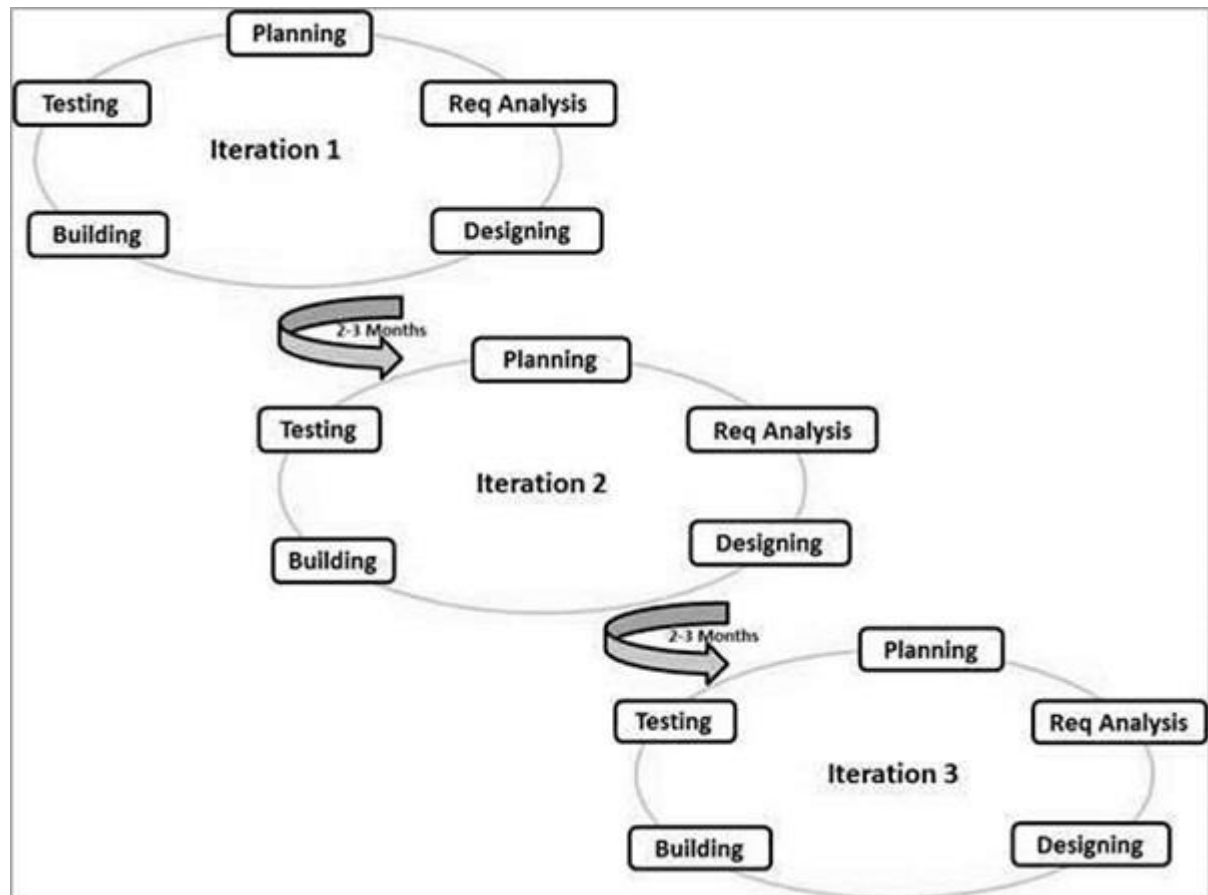 Planning
Testing
Req Analysis
Iteration 1
Building
Designing
2-3 Months
Planning
Testing
Req Analysis
Iteration 2
Building
Designing
2-3 Months
Planning
Testing
Req Analysis
Iteration 3
Building
Designing